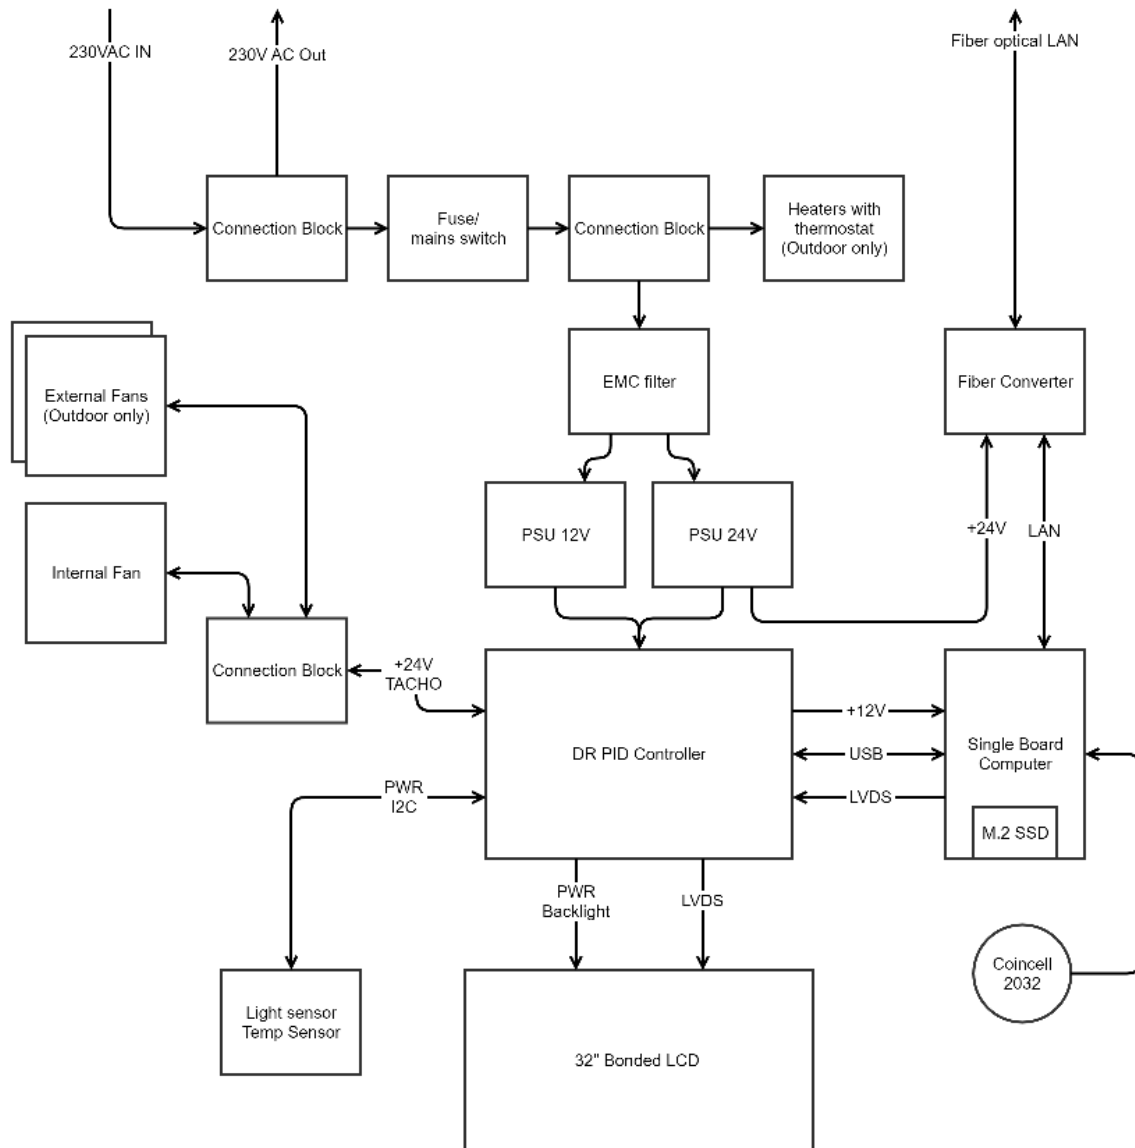 230VAC IN
230V AC Out
Fiber optical LAN
Connection Block
Fuse/
mains switch
Connection Block
Heaters with
thermostat
(Outdoor only)
External Fans
(Outdoor only)
EMC filter
Fiber Converter
Internal Fan
PSU 12V
PSU 24V
+24V
LAN
Connection Block
+24V
TACHO
DR PID Controller
+12V
USB
LVDS
Single Board
Computer
M.2 SSD
PWR
I2C
PWR
Backlight
LVDS
Coincell
2032
Light sensor
Temp Sensor
32" Bonded LCD